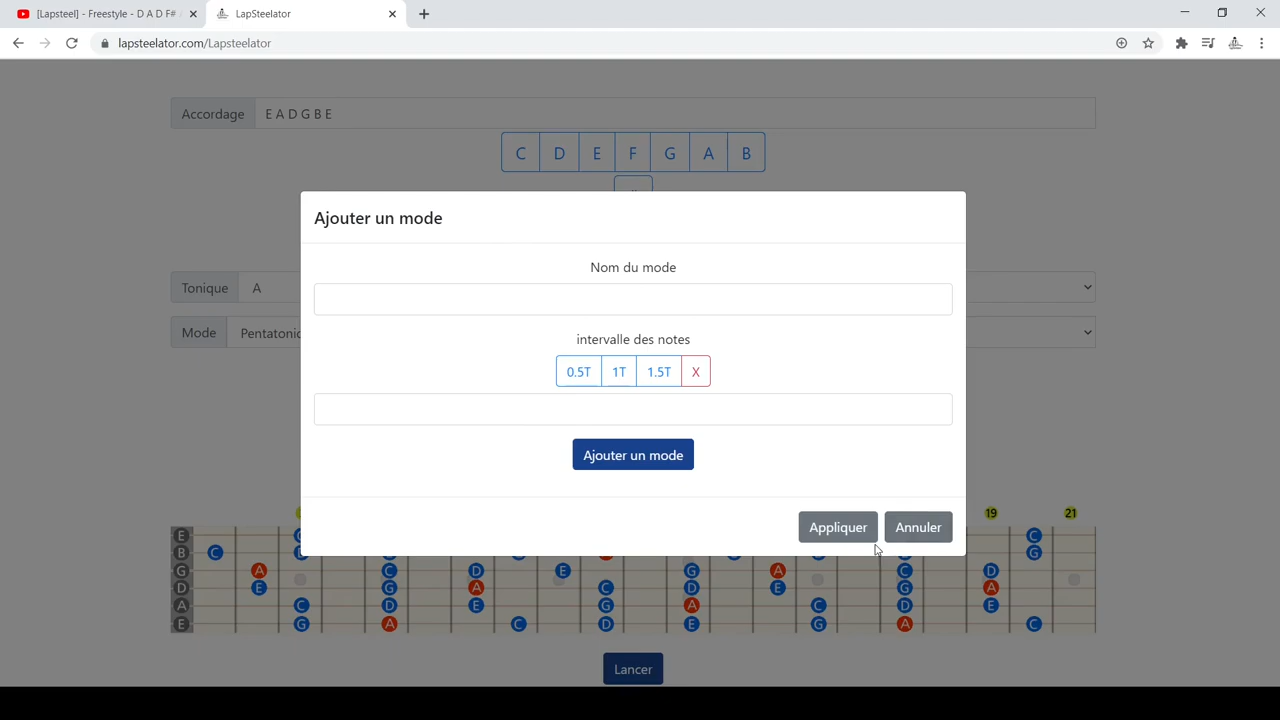 [Lapsteel] - Freestyle - D A D F#
LapSteelator
lapsteelator.com/Lapsteelator
Accordage E A D G B E
C D E F G A B
Ajouter un mode
Nom du mode
Tonique A
Mode Pentatonic
intervalle des notes
0.5T 1T 1.5T X
Ajouter un mode
Appliquer Annuler
19 21
E C
B C G
G A C D E G A C D
D E G A C D E G A
A C D E G A C D E
E G A C D E G A C
Lancer